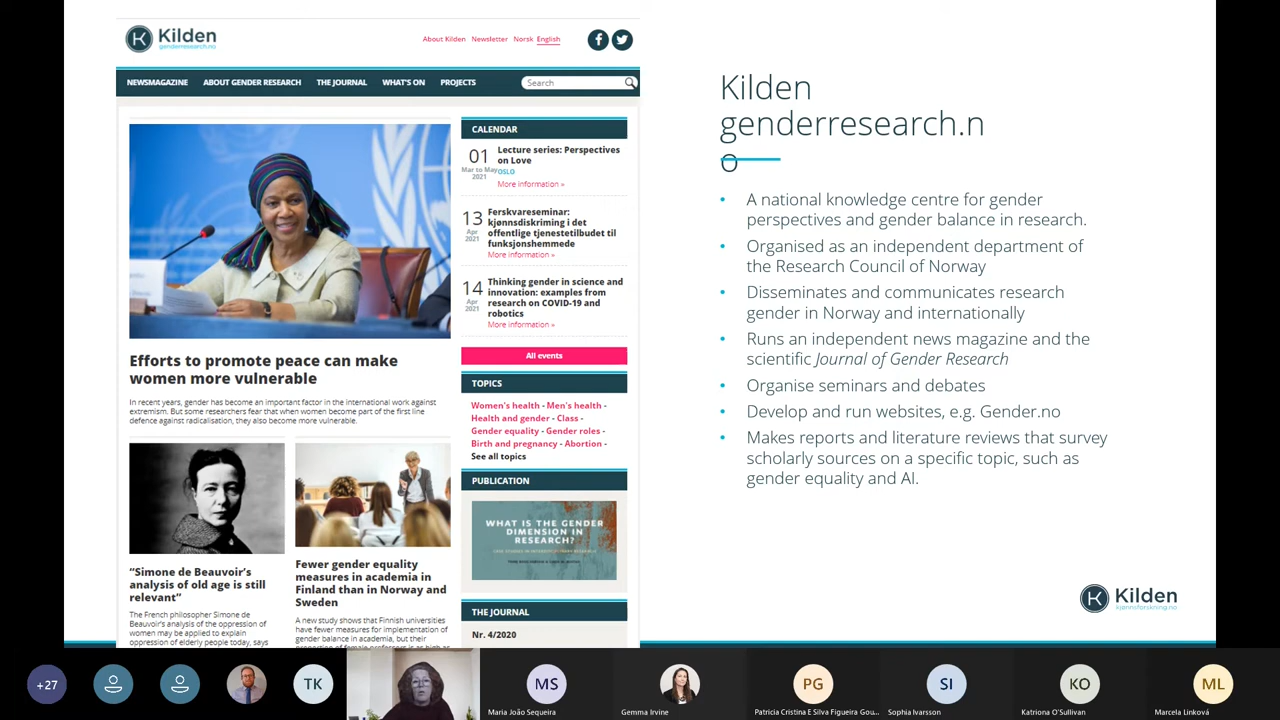 Kilden
genderresearch.no
About Kilden Newsletter Norsk English
NEWSMAGAZINE ABOUT GENDER RESEARCH THE JOURNAL WHAT'S ON PROJECTS Search
Efforts to promote peace can make
women more vulnerable
In recent years, gender has become an important factor in the international work against
extremism. But some researchers fear that when women become part of the first line
defence against radicalisation, they also become more vulnerable.
“Simone de Beauvoir’s
analysis of old age is still
relevant”
The French philosopher Simone de
Beauvoir’s analysis of the oppression of
women may be applied to explain
oppression of elderly people today, says
Fewer gender equality
measures in academia in
Finland than in Norway and
Sweden
A new study shows that Finnish universities
have fewer measures for implementation of
gender balance in academia, but their
CALENDAR
01
Mar to May
2021
Lecture series: Perspectives
on Love
OSLO
More information »
13
Apr
2021
Ferskvareseminar:
kjønnsdiskriming i det
offentlige tjenestetilbudet til
funksjonshemmede
More information »
14
Apr
2021
Thinking gender in science and
innovation: examples from
research on COVID-19 and
robotics
More information »
All events
TOPICS
Women's health - Men's health -
Health and gender - Class -
Gender equality - Gender roles -
Birth and pregnancy - Abortion -
See all topics
PUBLICATION
WHAT IS THE GENDER
DIMENSION IN
RESEARCH?
THE JOURNAL
Nr. 4/2020
Kilden
genderresearch.n
o
• A national knowledge centre for gender
perspectives and gender balance in research.
• Organised as an independent department of
the Research Council of Norway
• Disseminates and communicates research
gender in Norway and internationally
• Runs an independent news magazine and the
scientific Journal of Gender Research
• Organise seminars and debates
• Develop and run websites, e.g. Gender.no
• Makes reports and literature reviews that survey
scholarly sources on a specific topic, such as
gender equality and AI.
Kilden
kjønnsforskning.no
+27
TK
MS
Maria João Sequeira
Gemma Irvine
PG
Patricia Cristina E Silva Figueira Gou...
SI
Sophia Ivarsson
KO
Katriona O'Sullivan
ML
Marcela Linková